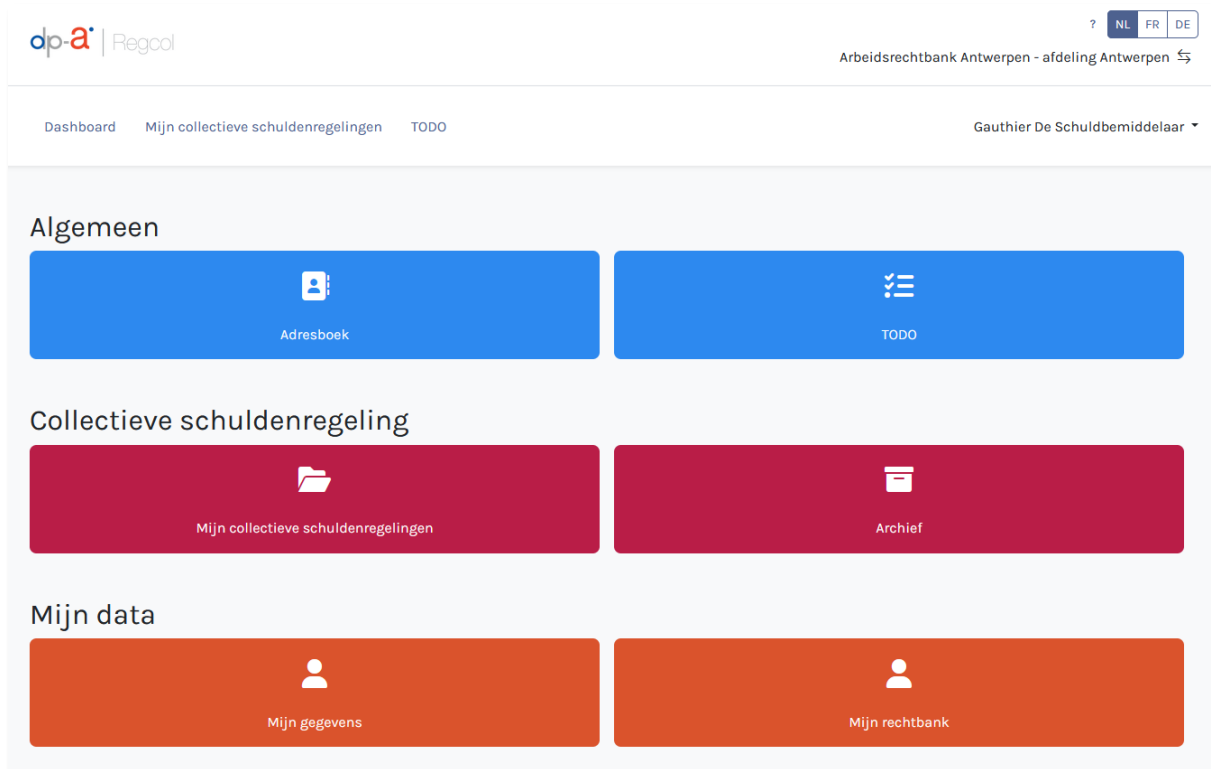 dp-a | Regcol
? NL FR DE
Arbeidsrechtbank Antwerpen - afdeling Antwerpen
Dashboard Mijn collectieve schuldenregelingen TODO
Gauthier De Schuldbemiddelaar
Algemeen
Adresboek
TODO
Collectieve schuldenregeling
Mijn collectieve schuldenregelingen
Archief
Mijn data
Mijn gegevens
Mijn rechtbank